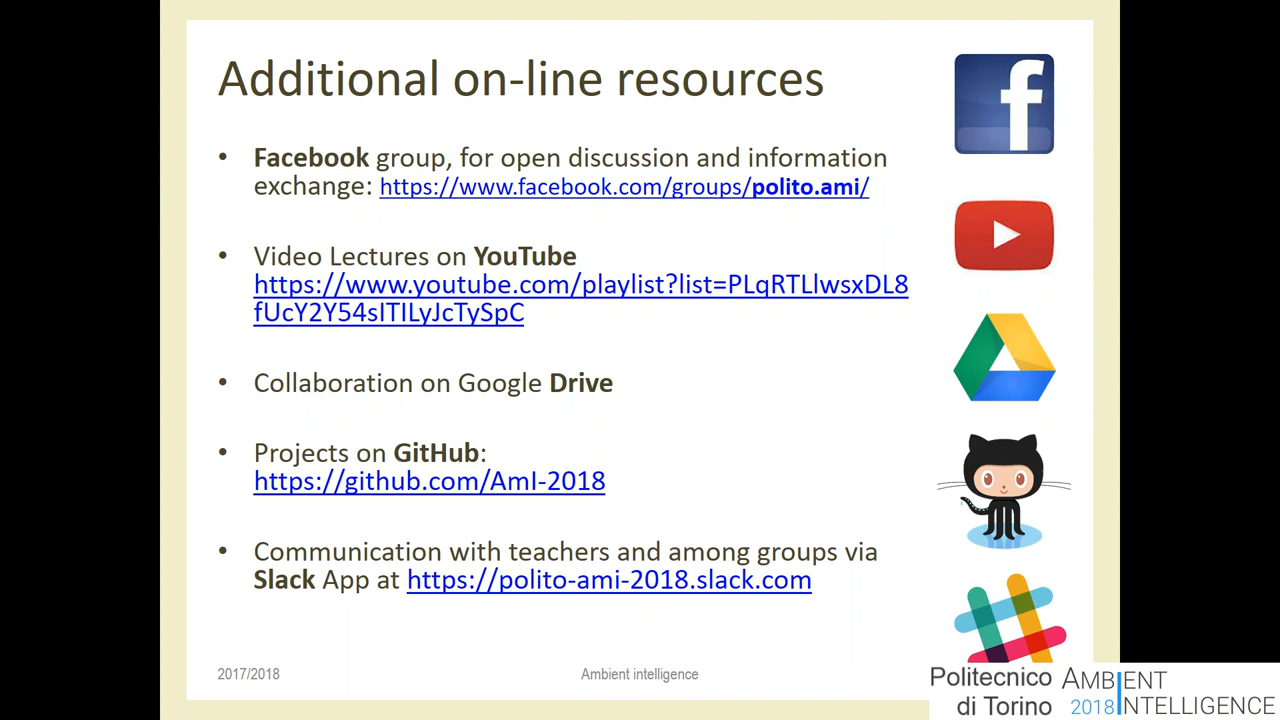 Additional on-line resources
• Facebook group, for open discussion and information
exchange: https://www.facebook.com/groups/polito.ami/
• Video Lectures on YouTube
https://www.youtube.com/playlist?list=PLqRTLlwsxDL8
fUcY2Y54sITILyJcTySpC
• Collaboration on Google Drive
• Projects on GitHub:
https://github.com/AmI-2018
• Communication with teachers and among groups via
Slack App at https://polito-ami-2018.slack.com
2017/2018
Ambient intelligence
Politecnico
di Torino
AMBIENT
2018 INTELLIGENCE